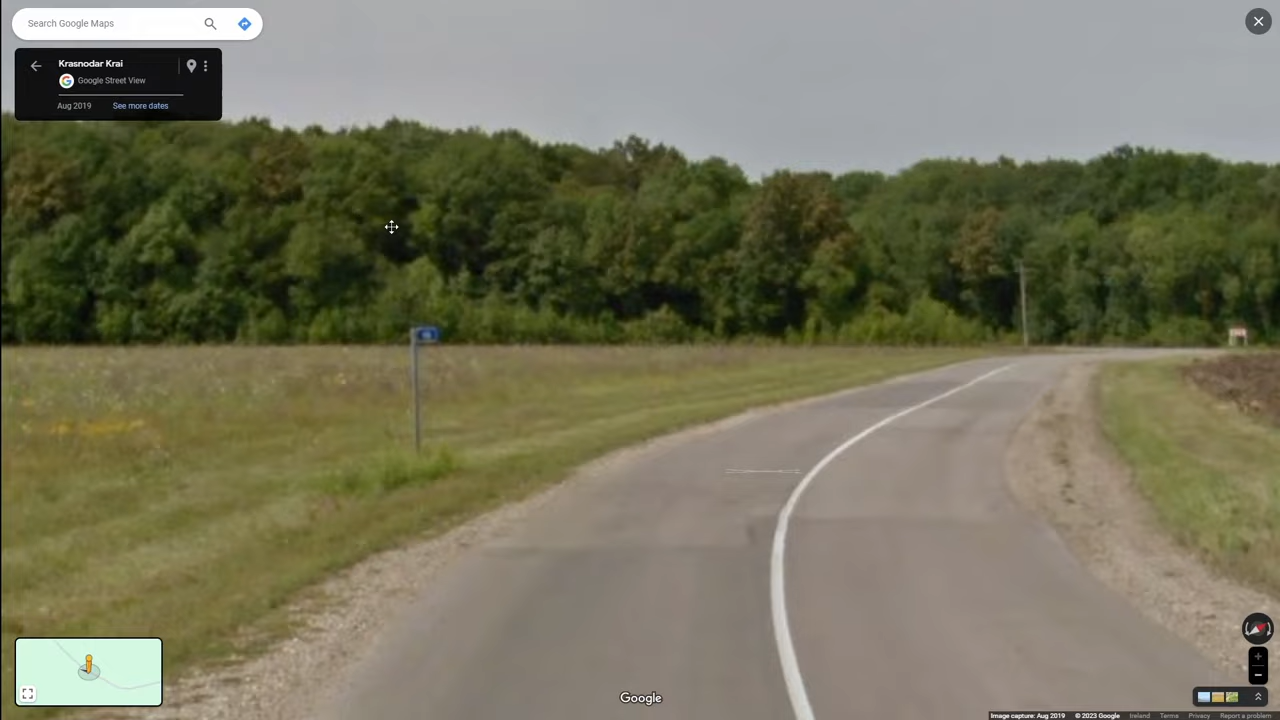 Search Google Maps
Krasnodar Krai
Google Street View
Aug 2019 See more dates
Google
Image capture: Aug 2019 © 2023 Google Ireland Terms Privacy Report a problem